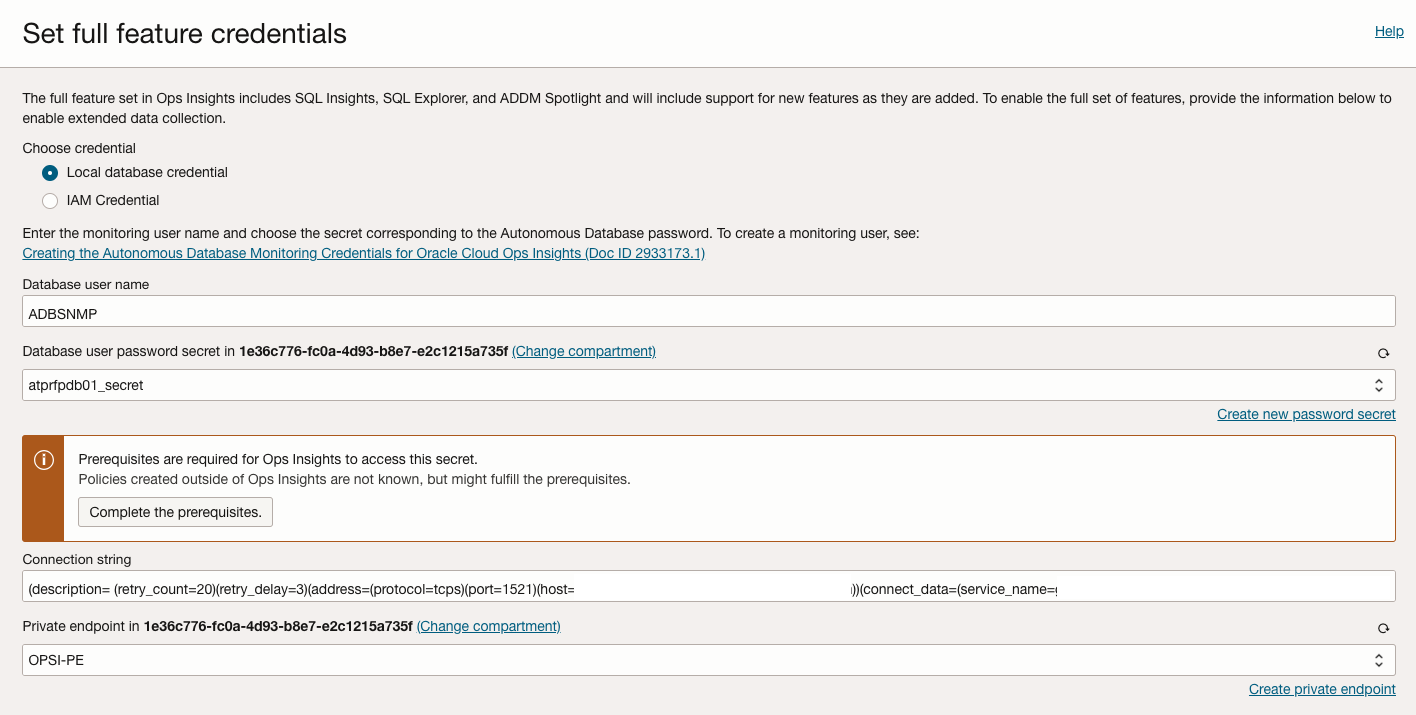 Set full feature credentials
Help
The full feature set in Ops Insights includes SQL Insights, SQL Explorer, and ADDM Spotlight and will include support for new features as they are added. To enable the full set of features, provide the information below to
enable extended data collection.
Choose credential
Local database credential
IAM Credential
Enter the monitoring user name and choose the secret corresponding to the Autonomous Database password. To create a monitoring user, see:
Creating the Autonomous Database Monitoring Credentials for Oracle Cloud Ops Insights (Doc ID 2933173.1)
Database user name
ADBSNMP
Database user password secret in 1e36c776-fc0a-4d93-b8e7-e2c1215a735f (Change compartment)
atprfpdb01_secret
Create new password secret
Prerequisites are required for Ops Insights to access this secret.
Policies created outside of Ops Insights are not known, but might fulfill the prerequisites.
Complete the prerequisites.
Connection string
(description= (retry_count=20)(retry_delay=3)(address=(protocol=tcps)(port=1521)(host= ))(connect_data=(service_name=
Private endpoint in 1e36c776-fc0a-4d93-b8e7-e2c1215a735f (Change compartment)
OPSI-PE
Create private endpoint